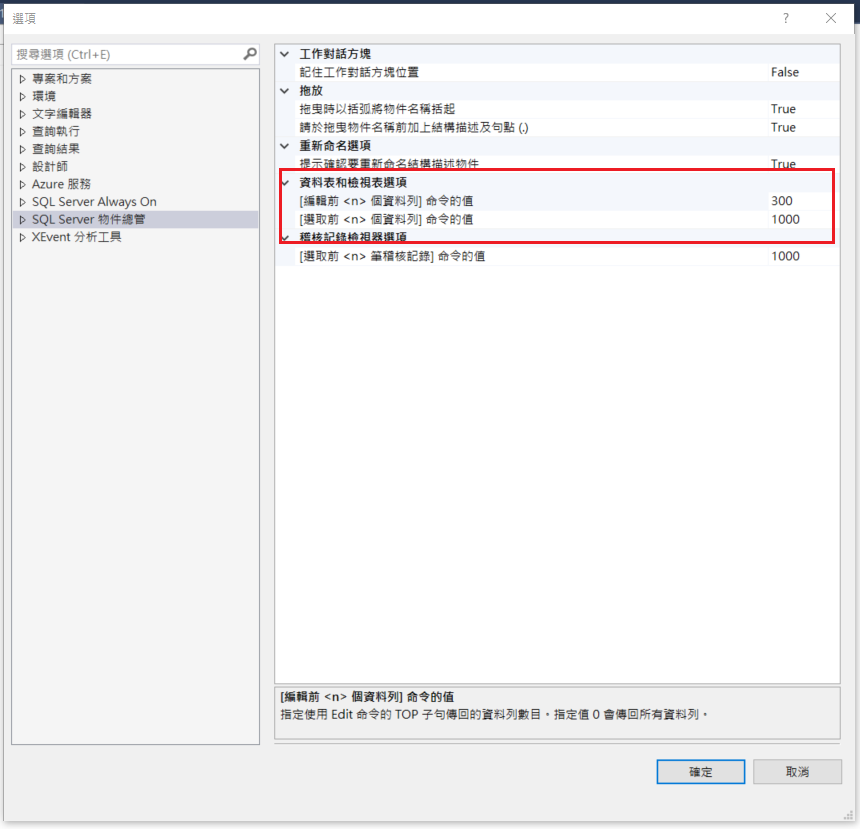 選項
搜尋選項 (Ctrl+E)
專案和方案
環境
文字編輯器
查詢執行
查詢結果
設計師
Azure 服務
SQL Server Always On
SQL Server 物件總管
XEvent 分析工具
工作對話方塊
記住工作對話方塊位置 False
拖放
拖曳時以括弧將物件名稱括起 True
請於拖曳物件名稱前加上結構描述及句點 (.) True
重新命名選項
提示確認要重新命名結構描述物件 True
資料表和檢視表選項
[編輯前 <n> 個資料列] 命令的值 300
[選取前 <n> 個資料列] 命令的值 1000
稽核記錄檢視器選項
[選取前 <n> 筆稽核記錄] 命令的值 1000
[編輯前 <n> 個資料列] 命令的值
指定使用 Edit 命令的 TOP 子句傳回的資料列數目。指定值 0 會傳回所有資料列。
確定
取消